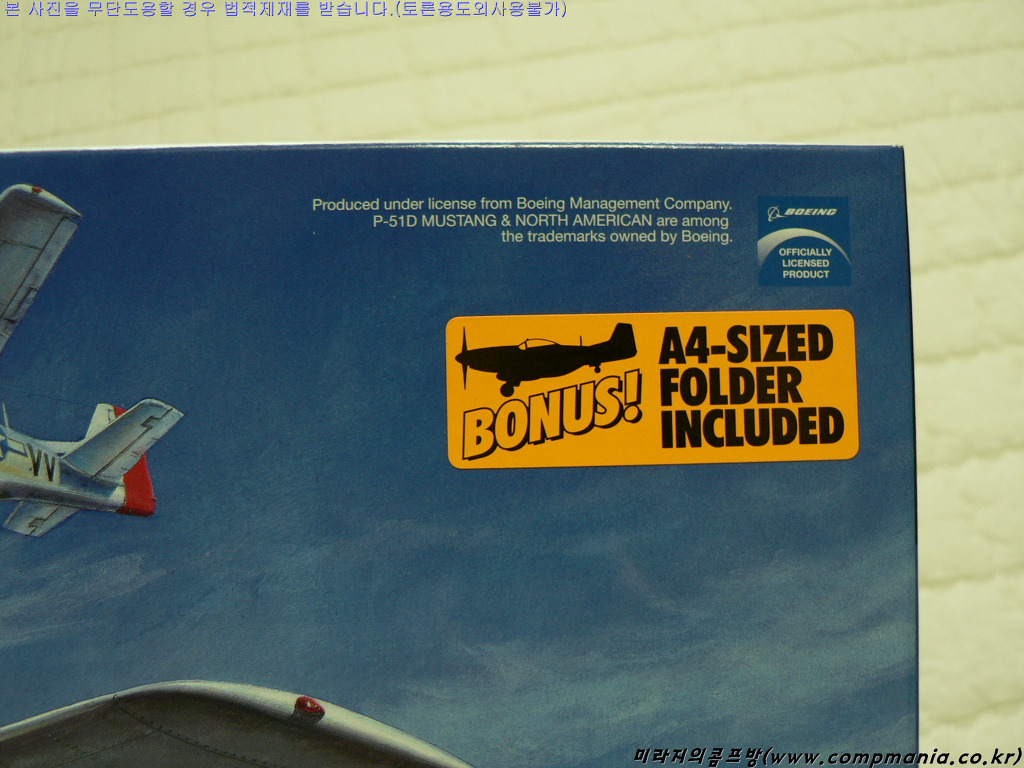 본 사진을 무단도용할 경우 법적제재를 받습니다.(토론용도외사용불가)
Produced under license from Boeing Management Company.
P-51D MUSTANG & NORTH AMERICAN are among
the trademarks owned by Boeing.
BOEING
OFFICIALLY
LICENSED
PRODUCT
BONUS!
A4-SIZED
FOLDER
INCLUDED
VV
미라지의콤프방(www.compmania.co.kr)